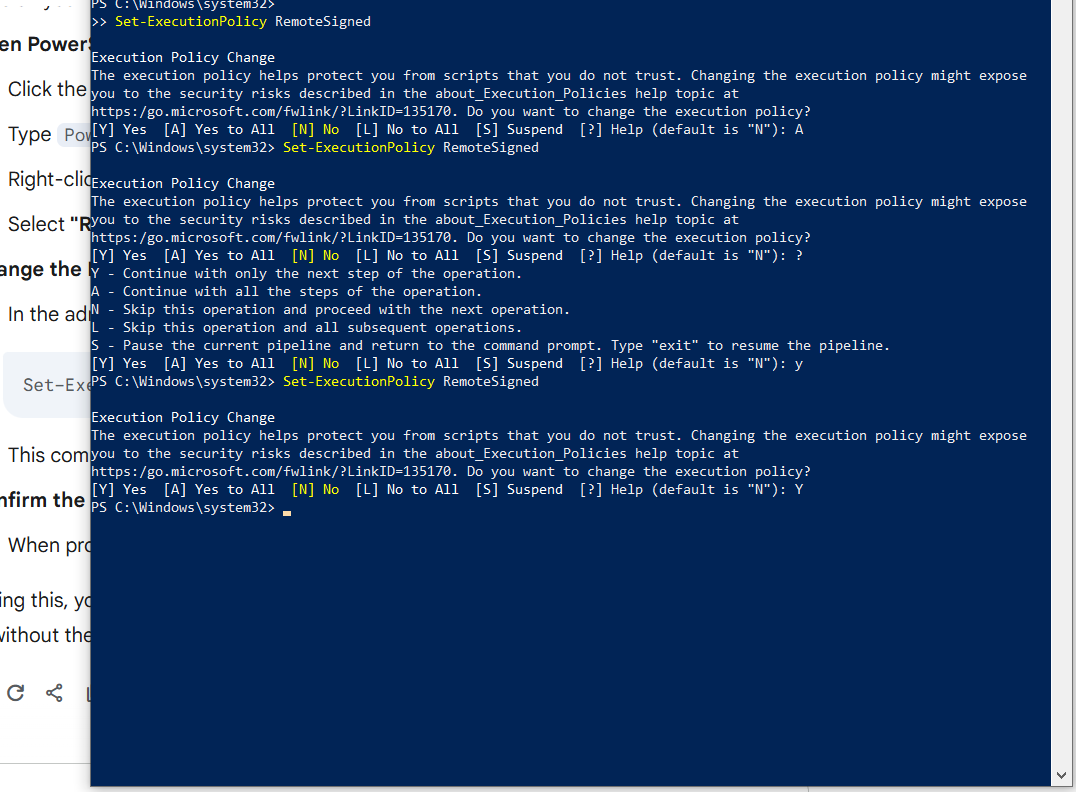 PS C:\Windows\system32>
>> Set-ExecutionPolicy RemoteSigned
Execution Policy Change
The execution policy helps protect you from scripts that you do not trust. Changing the execution policy might expose
you to the security risks described in the about_Execution_Policies help topic at
https:/go.microsoft.com/fwlink/?LinkID=135170. Do you want to change the execution policy?
[Y] Yes  [A] Yes to All  [N] No  [L] No to All  [S] Suspend  [?] Help (default is "N"): A
PS C:\Windows\system32> Set-ExecutionPolicy RemoteSigned
Execution Policy Change
The execution policy helps protect you from scripts that you do not trust. Changing the execution policy might expose
you to the security risks described in the about_Execution_Policies help topic at
https:/go.microsoft.com/fwlink/?LinkID=135170. Do you want to change the execution policy?
[Y] Yes  [A] Yes to All  [N] No  [L] No to All  [S] Suspend  [?] Help (default is "N"): ?
Y - Continue with only the next step of the operation.
A - Continue with all the steps of the operation.
N - Skip this operation and proceed with the next operation.
L - Skip this operation and all subsequent operations.
S - Pause the current pipeline and return to the command prompt. Type "exit" to resume the pipeline.
[Y] Yes  [A] Yes to All  [N] No  [L] No to All  [S] Suspend  [?] Help (default is "N"): y
PS C:\Windows\system32> Set-ExecutionPolicy RemoteSigned
Execution Policy Change
The execution policy helps protect you from scripts that you do not trust. Changing the execution policy might expose
you to the security risks described in the about_Execution_Policies help topic at
https:/go.microsoft.com/fwlink/?LinkID=135170. Do you want to change the execution policy?
[Y] Yes  [A] Yes to All  [N] No  [L] No to All  [S] Suspend  [?] Help (default is "N"): Y
PS C:\Windows\system32>
en PowerS
Click the
Type Pow
Right-clic
Select "R
ange the
In the adm
Set-Exe
This com
nfirm the
When pro
ing this, yo
without the